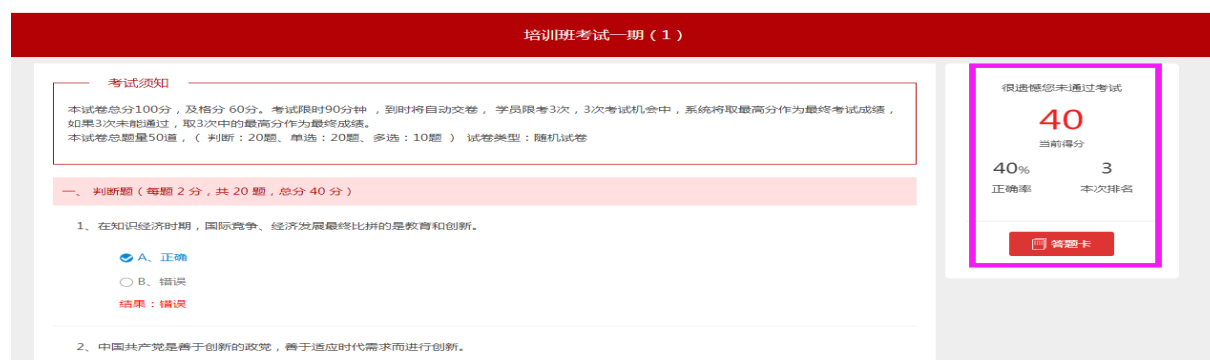 培训班考试一期（1）
考试须知
本试卷总分100分，及格分 60分。考试限时90分钟 ，到时将自动交卷， 学员限考3次，3次考试机会中，系统将取最高分作为最终考试成绩，
如果3次未能通过，取3次中的最高分作为最终成绩。
本试卷总题量50道，（ 判断：20题、单选：20题、多选：10题 ） 试卷类型：随机试卷
一、 判断题（每题 2 分，共 20 题，总分 40 分）
1、在知识经济时期，国际竞争、经济发展最终比拼的是教育和创新。
A、正确
B、错误
结果：错误
2、中国共产党是善于创新的政党，善于适应时代需求而进行创新。
很遗憾您未通过考试
40
当前得分
40% 3
正确率 本次排名
答题卡